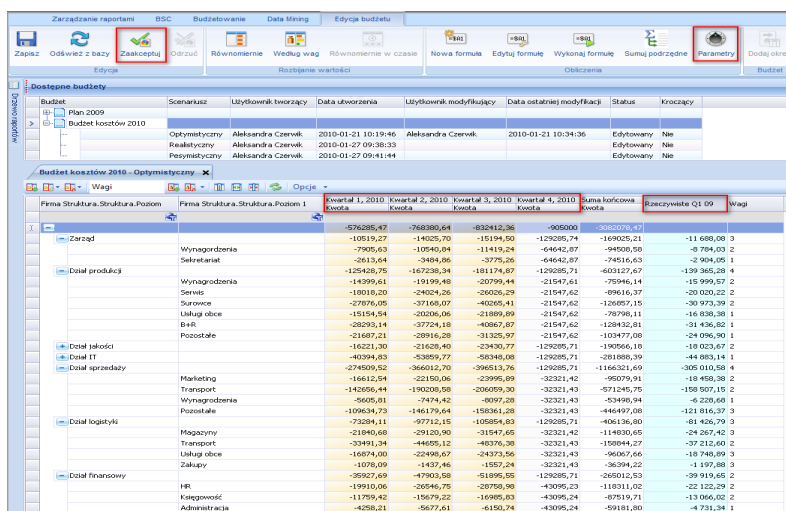 Zarządzanie raportami BSC Budżetowanie Data Mining Edycja budżetu
Zapisz Odśwież z bazy Zaakceptuj Odrzuć Równomiernie Według wag Równomiernie w czasie Nowa formuła Edytuj formułę Wykonaj formułę Sumuj podrzędne Parametry Dodaj okre
Edycja Rozbijanie wartości Obliczenia Budżet
Drzewo raportów
Dostępne budżety
Budżet Scenariusz Użytkownik tworzący Data utworzenia Użytkownik modyfikujący Data ostatniej modyfikacji Status Kroczący
Plan 2009
Budżet kosztów 2010
Optymistyczny Aleksandra Czerwik 2010-01-21 10:19:46 Aleksandra Czerwik 2010-01-21 10:34:36 Edytowany Nie
Realistyczny Aleksandra Czerwik 2010-01-27 09:38:33 Edytowany Nie
Pesymistyczny Aleksandra Czerwik 2010-01-27 09:41:44 Edytowany Nie
Budżet kosztów 2010 - Optymistyczny
Wagi Opcje
Firma Struktura.Struktura.Poziom Firma Struktura.Struktura.Poziom 1 Kwartał 1, 2010 Kwartał 2, 2010 Kwartał 3, 2010 Kwartał 4, 2010 Suma końcowa Rzeczywiste Q1 09 Wagi
Kwota Kwota Kwota Kwota Kwota
-576285,47 -768380,64 -832412,36 -905000 -3082078,47
Zarząd -10519,27 -14025,70 -15194,50 -129285,74 -169025,21 -11 688,08 3
Wynagordzenia -7905,63 -10540,84 -11419,24 -64642,87 -94508,58 -8 784,03 2
Sekretariat -2613,64 -3484,86 -3775,26 -64642,87 -74516,63 -2 904,05 1
Dział produkcji -125428,75 -167238,34 -181174,87 -129285,71 -603127,67 -139 365,28 4
Wynagrodzenia -14399,61 -19199,48 -20799,44 -21547,61 -75946,14 -15 999,57 2
Serwis -18018,20 -24024,26 -26026,29 -21547,62 -89616,37 -20 020,22 2
Surowce -27876,05 -37168,07 -40265,41 -21547,62 -126857,15 -30 973,39 2
Usługi obce -15154,54 -20206,06 -21889,89 -21547,62 -78798,11 -16 838,38 1
B+R -28293,14 -37724,18 -40867,87 -21547,62 -128432,81 -31 436,82 1
Pozostałe -21687,21 -28916,28 -31325,97 -21547,62 -103477,08 -24 096,90 1
Dział jakości -16221,30 -21628,40 -23430,77 -129285,71 -190566,18 -18 023,67 2
Dział IT -40394,83 -53859,77 -58348,08 -129285,71 -281888,39 -44 883,14 1
Dział sprzedaży -274509,52 -366012,70 -396513,76 -129285,71 -1166321,69 -305 010,58 4
Marketing -16612,54 -22150,06 -23995,89 -32321,42 -95079,91 -18 458,38 2
Transport -142656,44 -190208,58 -206059,30 -32321,43 -571245,75 -158 507,15 2
Wynagrodzenia -5605,81 -7474,42 -8097,28 -32321,43 -53498,94 -6 228,68 1
Pozostałe -109634,73 -146179,64 -158361,28 -32321,43 -446497,08 -121 816,37 3
Dział logistyki -73284,11 -97712,15 -105854,83 -129285,71 -406136,80 -81 426,79 3
Magazyny -21840,68 -29120,90 -31547,65 -32321,42 -114830,65 -24 267,42 3
Transport -33491,34 -44655,12 -48376,38 -32321,43 -158844,27 -37 212,60 2
Usługi obce -16874,00 -22498,67 -24373,56 -32321,43 -96067,66 -18 748,89 3
Zakupy -1078,09 -1437,46 -1557,24 -32321,43 -36394,22 -1 197,88 3
Dział finansowy -35927,69 -47903,58 -51895,55 -129285,71 -265012,53 -39 919,65 2
HR -19910,06 -26546,75 -28758,98 -43095,23 -118311,02 -22 122,29 2
Księgowość -11759,42 -15679,22 -16985,83 -43095,24 -87519,71 -13 066,02 2
Administracja -4258,21 -5677,61 -6150,74 -43095,24 -59181,80 -4 731,34 1